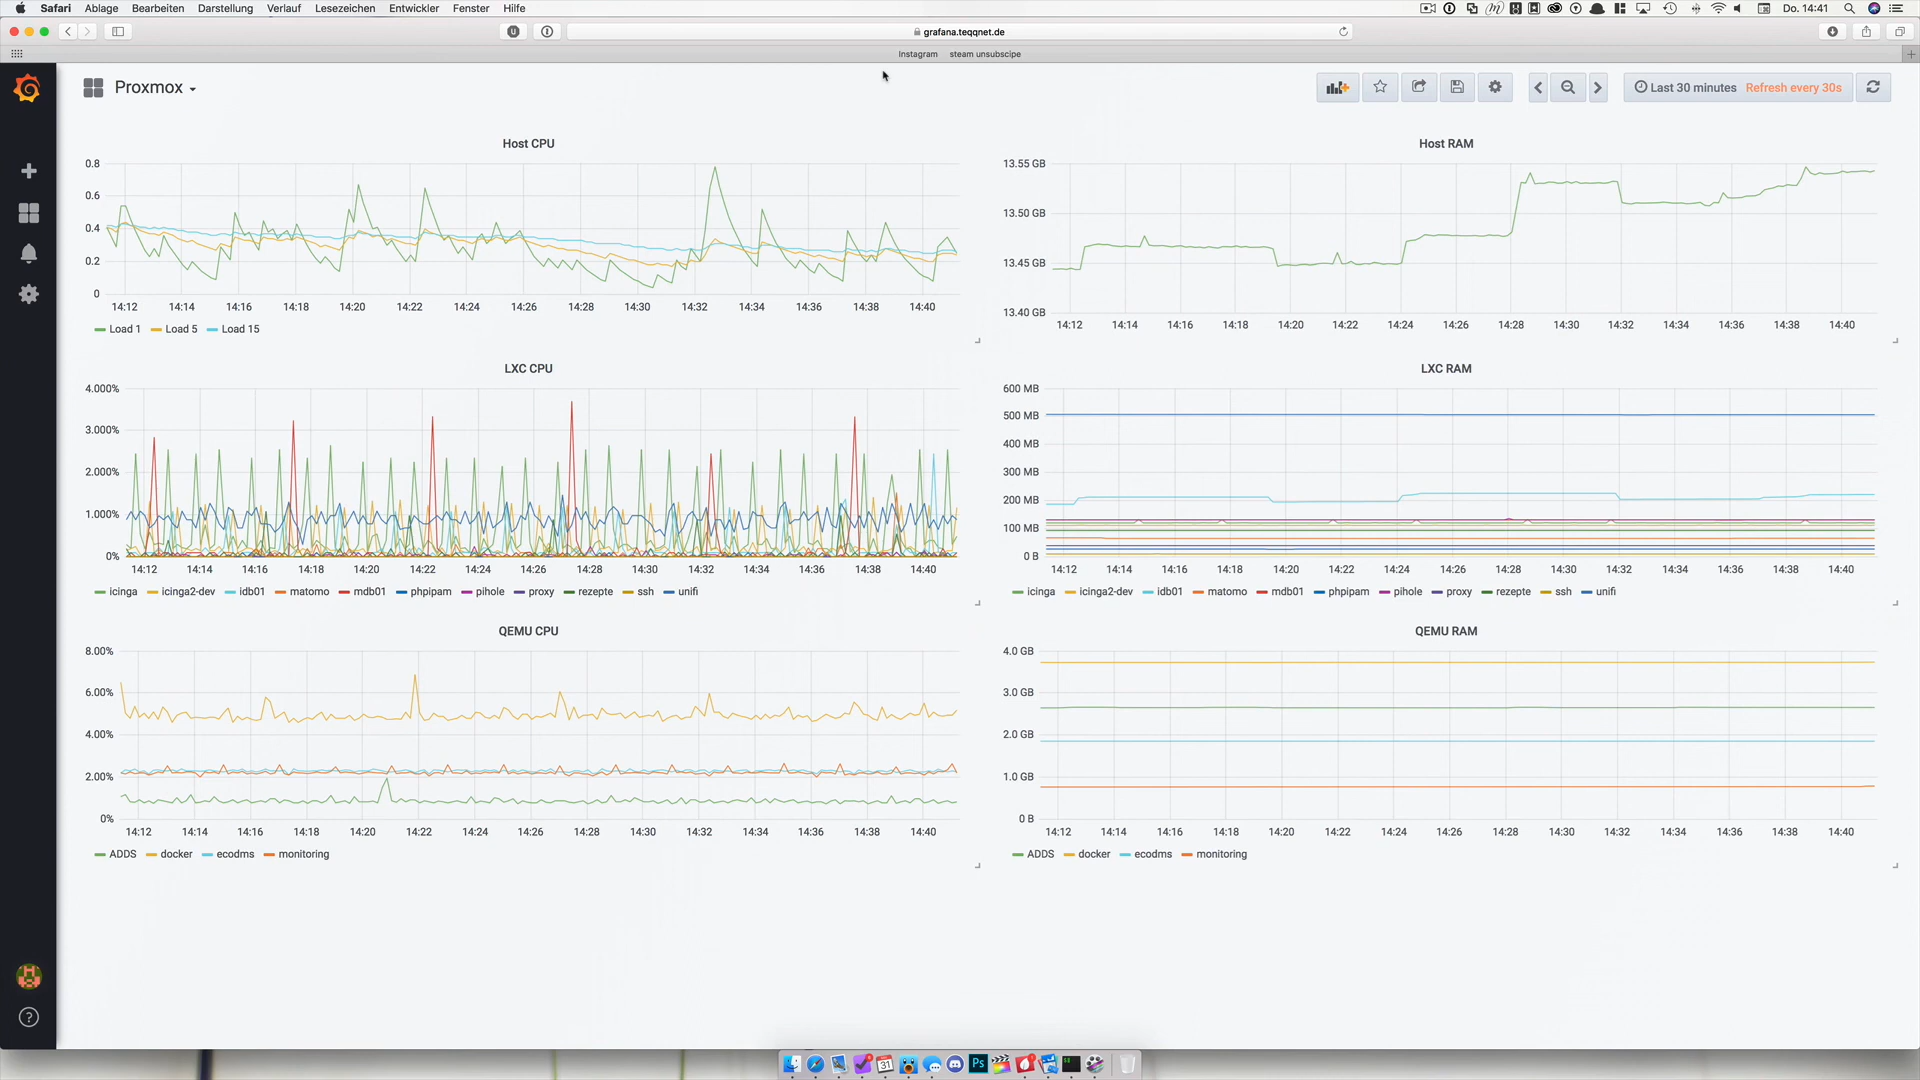 Safari Ablage Bearbeiten Darstellung Verlauf Lesezeichen Entwickler Fenster Hilfe Do. 14:41
grafana.teqqnet.de
Instagram steam unsubscipe
Proxmox
Last 30 minutes Refresh every 30s
Host CPU
0.8
0.6
0.4
0.2
0
14:12 14:14 14:16 14:18 14:20 14:22 14:24 14:26 14:28 14:30 14:32 14:34 14:36 14:38 14:40
Load 1 Load 5 Load 15
Host RAM
13.55 GB
13.50 GB
13.45 GB
13.40 GB
14:12 14:14 14:16 14:18 14:20 14:22 14:24 14:26 14:28 14:30 14:32 14:34 14:36 14:38 14:40
LXC CPU
4.000%
3.000%
2.000%
1.000%
0%
14:12 14:14 14:16 14:18 14:20 14:22 14:24 14:26 14:28 14:30 14:32 14:34 14:36 14:38 14:40
icinga icinga2-dev idb01 matomo mdb01 phpipam pihole proxy rezepte ssh unifi
LXC RAM
600 MB
500 MB
400 MB
300 MB
200 MB
100 MB
0 B
14:12 14:14 14:16 14:18 14:20 14:22 14:24 14:26 14:28 14:30 14:32 14:34 14:36 14:38 14:40
icinga icinga2-dev idb01 matomo mdb01 phpipam pihole proxy rezepte ssh unifi
QEMU CPU
8.00%
6.00%
4.00%
2.00%
0%
14:12 14:14 14:16 14:18 14:20 14:22 14:24 14:26 14:28 14:30 14:32 14:34 14:36 14:38 14:40
ADDS docker ecodms monitoring
QEMU RAM
4.0 GB
3.0 GB
2.0 GB
1.0 GB
0 B
14:12 14:14 14:16 14:18 14:20 14:22 14:24 14:26 14:28 14:30 14:32 14:34 14:36 14:38 14:40
ADDS docker ecodms monitoring
31 Ps